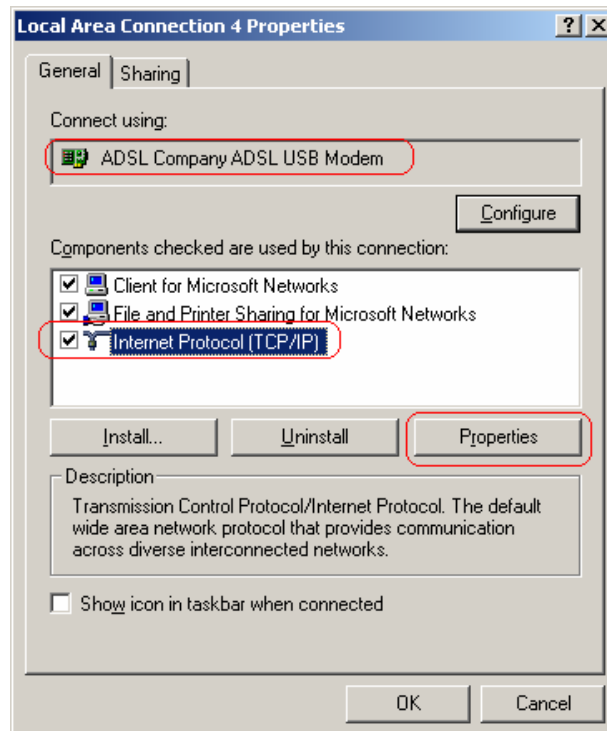 Local Area Connection 4 Properties
General
Sharing
Connect using:
ADSL Company ADSL USB Modem
Configure
Components checked are used by this connection:
Client for Microsoft Networks
File and Printer Sharing for Microsoft Networks
Internet Protocol (TCP/IP)
Install...
Uninstall
Properties
Description
Transmission Control Protocol/Internet Protocol. The default
wide area network protocol that provides communication
across diverse interconnected networks.
Show icon in taskbar when connected
OK
Cancel